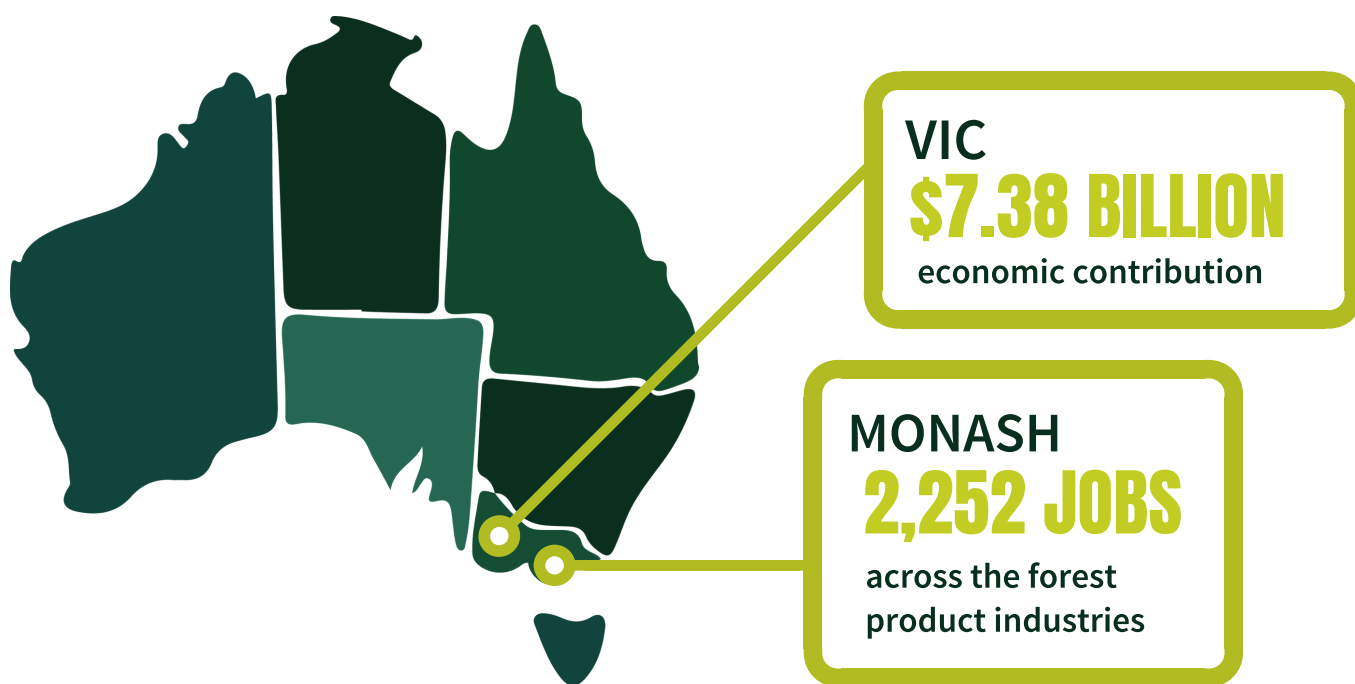 VIC
$7.38 BILLION
economic contribution
MONASH
2,252 JOBS
across the forest
product industries